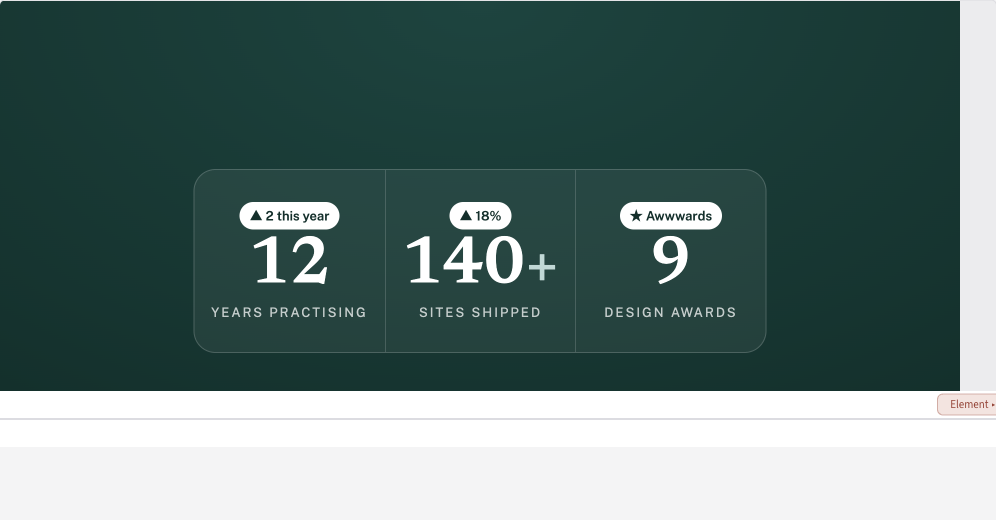 ▲ 2 this year
12
YEARS PRACTISING
▲ 18%
140+
SITES SHIPPED
★ Awwwards
9
DESIGN AWARDS
Element •